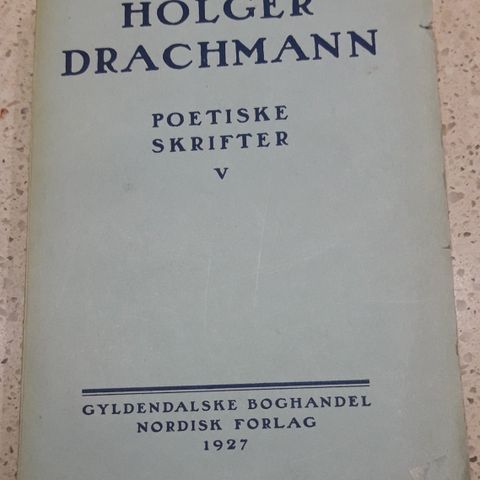 HOLGER
DRACHMANN
POETISKE
SKRIFTER
V
GYLDENDALSKE BOGHANDEL
NORDISK FORLAG
1927